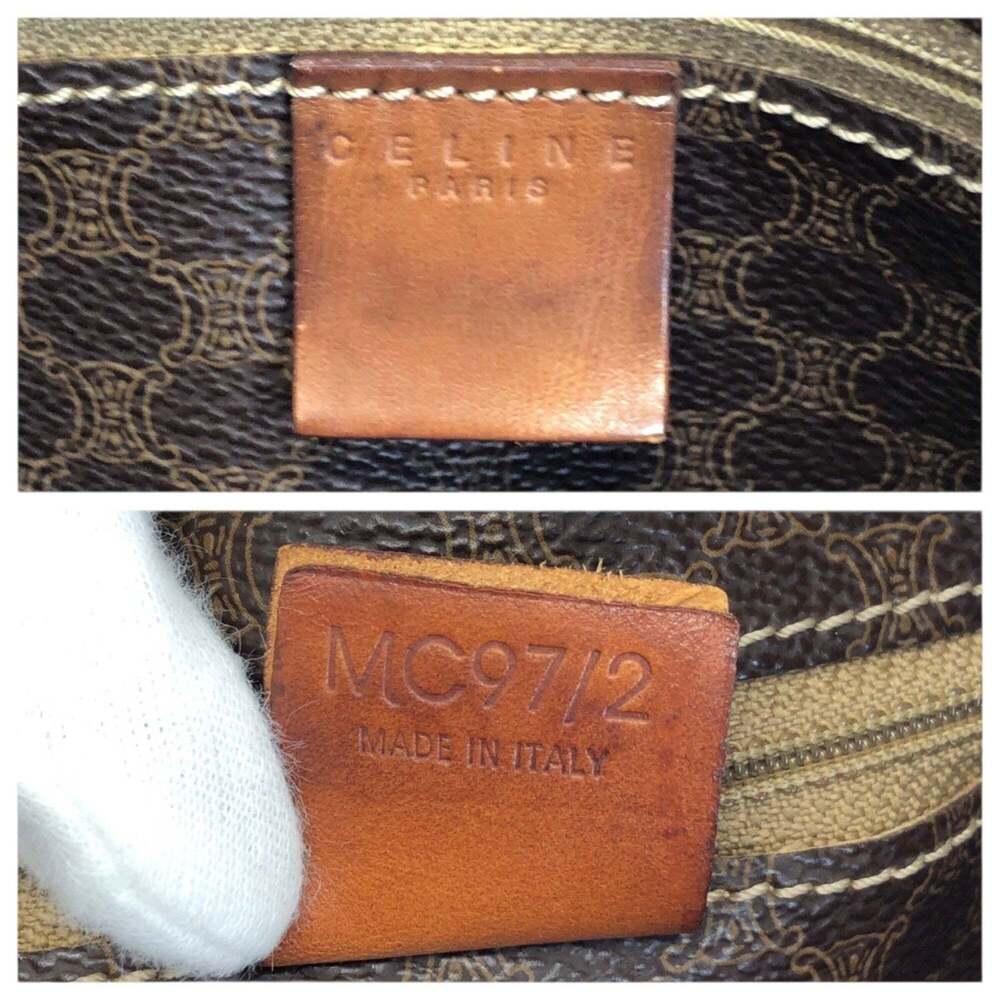 CELINE
PARIS
MC97/2
MADE IN ITALY